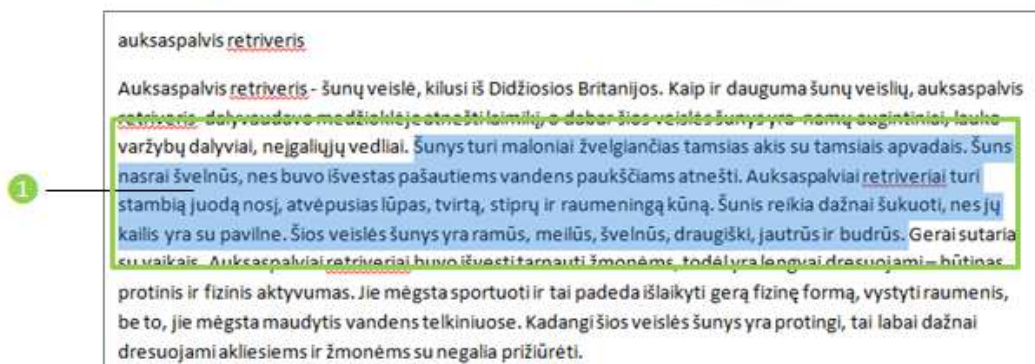 auksaspalvis retriveris
Auksaspalvis retriveris - šunų veislė, kilusi iš Didžiosios Britanijos. Kaip ir dauguma šunų veislių, auksaspalvis
retriveris dalyvaudavo medžioklėje atnešti laimikį, o dabar šios veislės šunys yra namų augintiniai, lauko
varžybų dalyviai, neįgaliųjų vedliai. Šunys turi maloniai žvelgiančias tamsias akis su tamsiais apvadais. Šuns
1
nasrai švelnūs, nes buvo išvestas pašautiems vandens paukščiams atnešti. Auksaspalviai retriveriai turi
stambią juodą nosį, atvėpusias lūpas, tvirtą, stiprų ir raumeningą kūną. Šunis reikia dažnai šukuoti, nes jų
kailis yra su pavilne. Šios veislės šunys yra ramūs, meilūs, švelnūs, draugiški, jautrūs ir budrūs. Gerai sutaria
su vaikais. Auksaspalviai retriveriai buvo išvesti tarnauti žmonėms, todėl yra lengvai dresuojami – būtinas
protinis ir fizinis aktyvumas. Jie mėgsta sportuoti ir tai padeda išlaikyti gerą fizinę formą, vystyti raumenis,
be to, jie mėgsta maudytis vandens telkiniuose. Kadangi šios veislės šunys yra protingi, tai labai dažnai
dresuojami akliesiems ir žmonėms su negalia prižiūrėti.